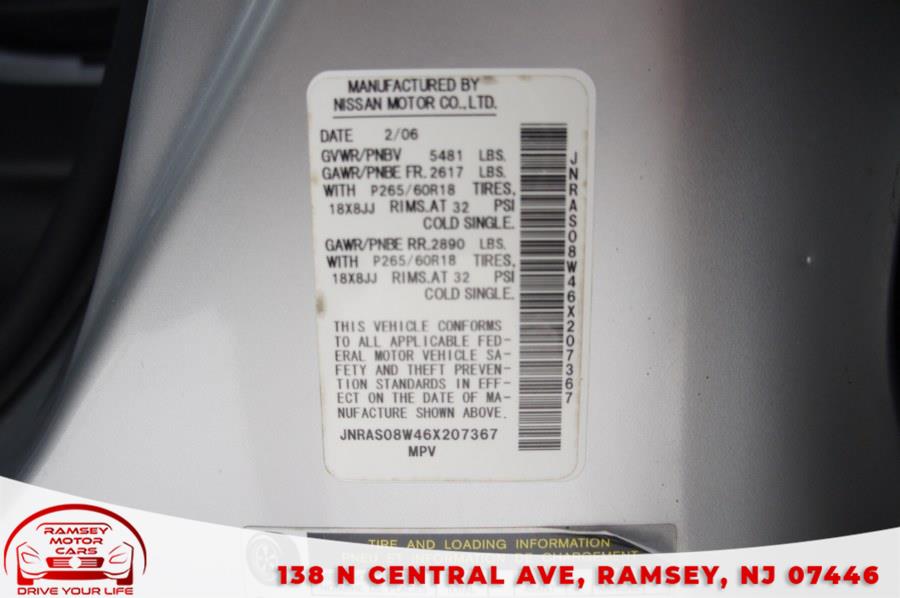 MANUFACTURED BY
NISSAN MOTOR CO.,LTD.
DATE 2/06
GVWR/PNBV 5481 LBS.
GAWR/PNBE FR. 2617 LBS.
WITH P265/60R18 TIRES,
18X8JJ RIMS.AT 32 PSI
COLD SINGLE.
GAWR/PNBE RR. 2890 LBS.
WITH P265/60R18 TIRES,
18X8JJ RIMS.AT 32 PSI
COLD SINGLE.
THIS VEHICLE CONFORMS
TO ALL APPLICABLE FED-
ERAL MOTOR VEHICLE SA-
FETY AND THEFT PREVEN-
TION STANDARDS IN EFF-
ECT ON THE DATE OF MA-
NUFACTURE SHOWN ABOVE.
JNRAS08W46X207367
MPV
JNRAS08W46X207367
TIRE AND LOADING INFORMATION
RAMSEY
MOTOR
CARS
DRIVE YOUR LIFE
138 N CENTRAL AVE, RAMSEY, NJ 07446